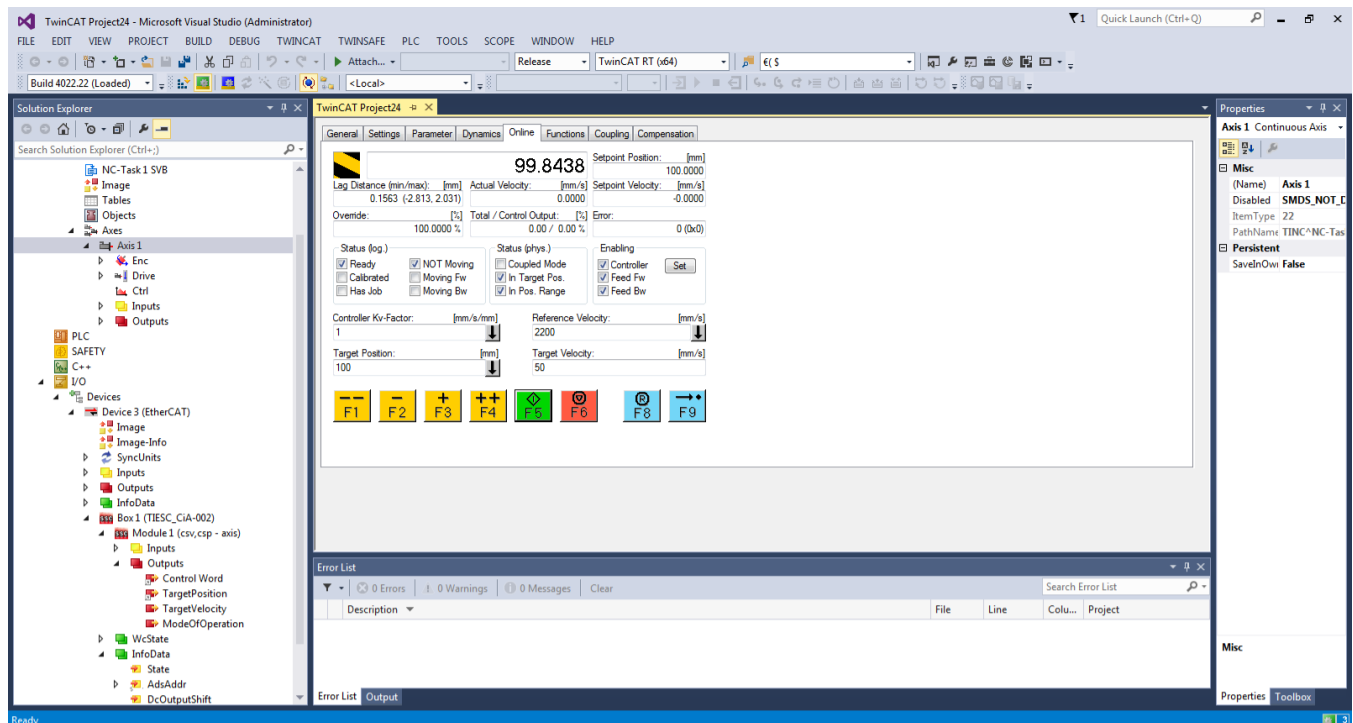 TwinCAT Project24 - Microsoft Visual Studio (Administrator)
1
Quick Launch (Ctrl+Q)
FILE EDIT VIEW PROJECT BUILD DEBUG TWINCAT TWINSAFE PLC TOOLS SCOPE WINDOW HELP
Attach... Release TwinCAT RT (x64)
Build 4022.22 (Loaded) <Local>
Solution Explorer
Search Solution Explorer (Ctrl+;)
NC-Task 1 SVB
Image
Tables
Objects
Axes
Axis 1
Enc
Drive
Ctrl
Inputs
Outputs
PLC
SAFETY
C++
I/O
Devices
Device 3 (EtherCAT)
Image
Image-Info
SyncUnits
Inputs
Outputs
InfoData
Box 1 (TIESC_CiA-002)
Module 1 (csv,csp - axis)
Inputs
Outputs
Control Word
TargetPosition
TargetVelocity
ModeOfOperation
WcState
InfoData
State
AdsAddr
DcOutputShift
TwinCAT Project24
General Settings Parameter Dynamics Online Functions Coupling Compensation
99.8438
Setpoint Position: [mm]
100.0000
Lag Distance (min/max): [mm] Actual Velocity: [mm/s] Setpoint Velocity: [mm/s]
0.1563 (-2.813, 2.031) 0.0000 -0.0000
Override: [%] Total / Control Output: [%] Error:
100.0000 % 0.00 / 0.00 % 0 (0x0)
Status (log.) Status (phys.) Enabling
Ready NOT Moving Coupled Mode Controller Set
Calibrated Moving Fw In Target Pos. Feed Fw
Has Job Moving Bw In Pos. Range Feed Bw
Controller Kv-Factor: [mm/s/mm] Reference Velocity: [mm/s]
1 2200
Target Position: [mm] Target Velocity: [mm/s]
100 50
-- - + ++ R
F1 F2 F3 F4 F5 F6 F8 F9
Error List
0 Errors 0 Warnings 0 Messages Clear
Search Error List
Description File Line Colu... Project
Error List Output
Properties
Axis 1 Continuous Axis
Misc
(Name) Axis 1
Disabled SMDS_NOT_D
ItemType 22
PathName TINC^NC-Tas
Persistent
SaveInOwi False
Misc
Properties Toolbox
Ready
3